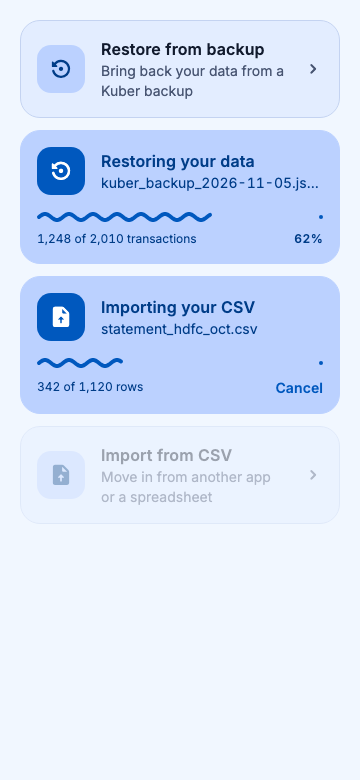 Restore from backup
Bring back your data from a
Kuber backup
Restoring your data
kuber_backup_2026-11-05.js...
1,248 of 2,010 transactions
62%
Importing your CSV
statement_hdfc_oct.csv
342 of 1,120 rows
Cancel
Import from CSV
Move in from another app
or a spreadsheet